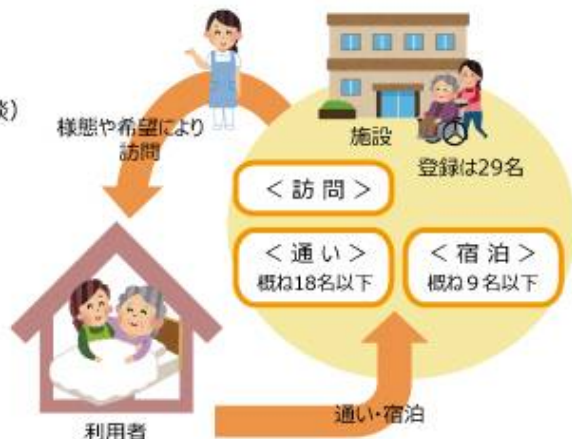 談）
様態や希望により
訪問
施設
登録は29名
＜ 訪 問 ＞
＜ 通 い ＞
概ね18名以下
＜ 宿 泊 ＞
概ね９名以下
通い・宿泊
利用者